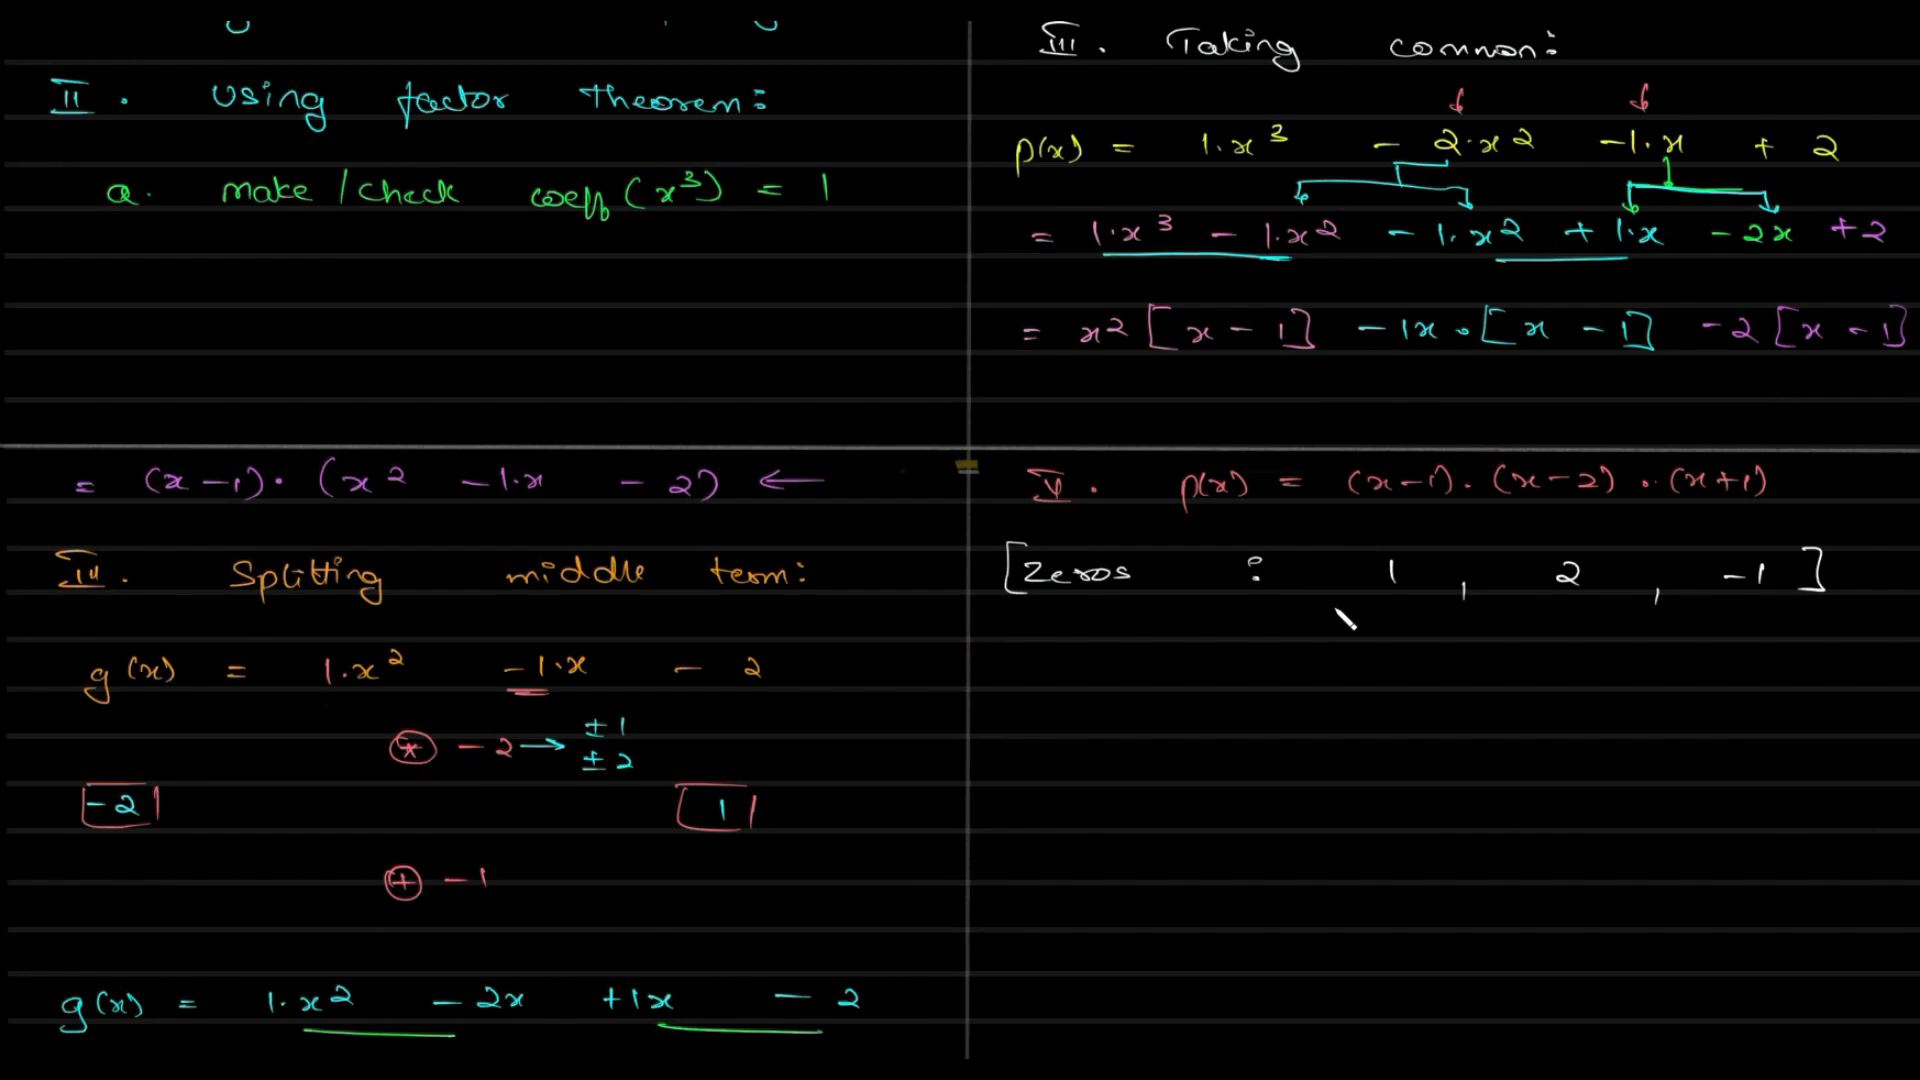 II. Using factor theorem:
a. make / check coeff (x³) = 1
III. Taking common:
p(x) = 1.x³ - 2.x² -1.x + 2
= 1.x³ - 1.x² - 1.x² + 1.x - 2x + 2
= x² [x - 1] - 1x . [x - 1] - 2 [x - 1]
= (x - 1). (x² - 1.x - 2) ←
IV. Splitting middle term:
g(x) = 1.x² -1.x - 2
* - 2 → ±1
±2
-2 1
+ -1
g(x) = 1.x² - 2x +1x - 2
V. p(x) = (x-1). (x-2) . (x+1)
[Zeros : 1 , 2 , -1]